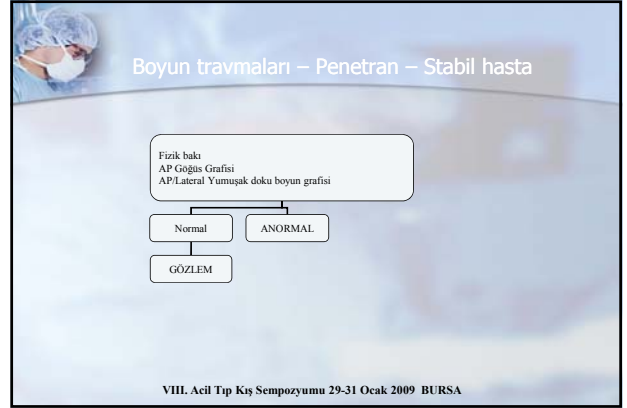 Boyun travmaları – Penetran – Stabil hasta
Fizik bakı
AP Göğüs Grafisi
AP/Lateral Yumuşak doku boyun grafisi
Normal
ANORMAL
GÖZLEM
VIII. Acil Tıp Kış Sempozyumu 29-31 Ocak 2009 BURSA